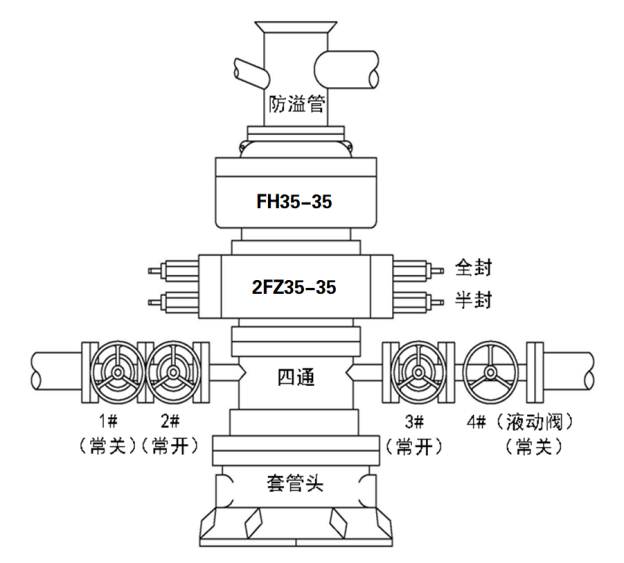 防溢管
FH35-35
全封
2FZ35-35
半封
四通
1# 2# 3# 4#（液动阀）
（常关）（常开） （常开） （常关）
套管头